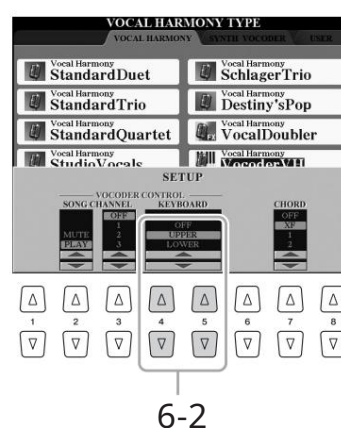 VOCAL HARMONY TYPE
VOCAL HARMONY SYNTH VOCODER USER
Vocal Harmony Vocal Harmony
StandardDuet SchlagerTrio
Vocal Harmony Vocal Harmony
StandardTrio Destiny'sPop
Vocal Harmony Vocal Harmony
StandardQuartet VocalDoubler
Vocal Harmony Vocal Harmony
StudioVocals VocoderVH
SETUP
VOCODER CONTROL
SONG CHANNEL KEYBOARD CHORD
OFF OFF
1 OFF XF
MUTE 2 UPPER 1
PLAY 3 LOWER 2
1 2 3 4 5 6 7 8
6-2